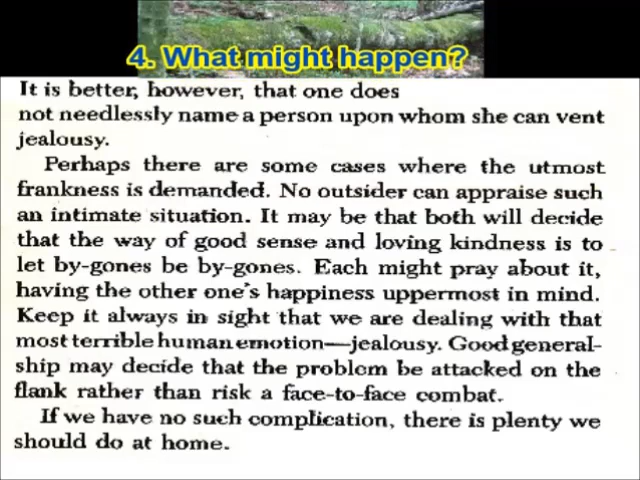 4. What might happen?
It is better, however, that one does
not needlessly name a person upon whom she can vent
jealousy.
Perhaps there are some cases where the utmost
frankness is demanded. No outsider can appraise such
an intimate situation. It may be that both will decide
that the way of good sense and loving kindness is to
let by-gones be by-gones. Each might pray about it,
having the other one's happiness uppermost in mind.
Keep it always in sight that we are dealing with that
most terrible human emotion—jealousy. Good general-
ship may decide that the problem be attacked on the
flank rather than risk a face-to-face combat.
If we have no such complication, there is plenty we
should do at home.